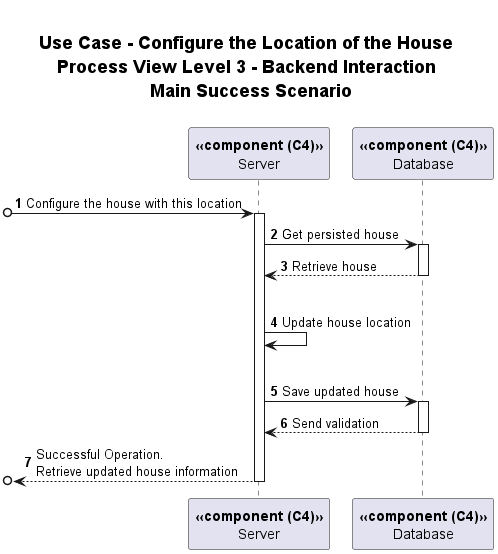 Use Case - Configure the Location of the House
Process View Level 3 - Backend Interaction
Main Success Scenario
«component (C4)»
Server
«component (C4)»
Database
1 Configure the house with this location
2 Get persisted house
3 Retrieve house
4 Update house location
5 Save updated house
6 Send validation
7 Successful Operation.
Retrieve updated house information
«component (C4)»
Server
«component (C4)»
Database